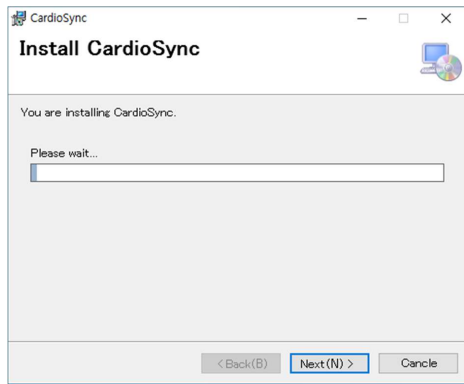 CardioSync
Install CardioSync
You are installing CardioSync.
Please wait...
<Back(B)
Next(N) >
Cancle